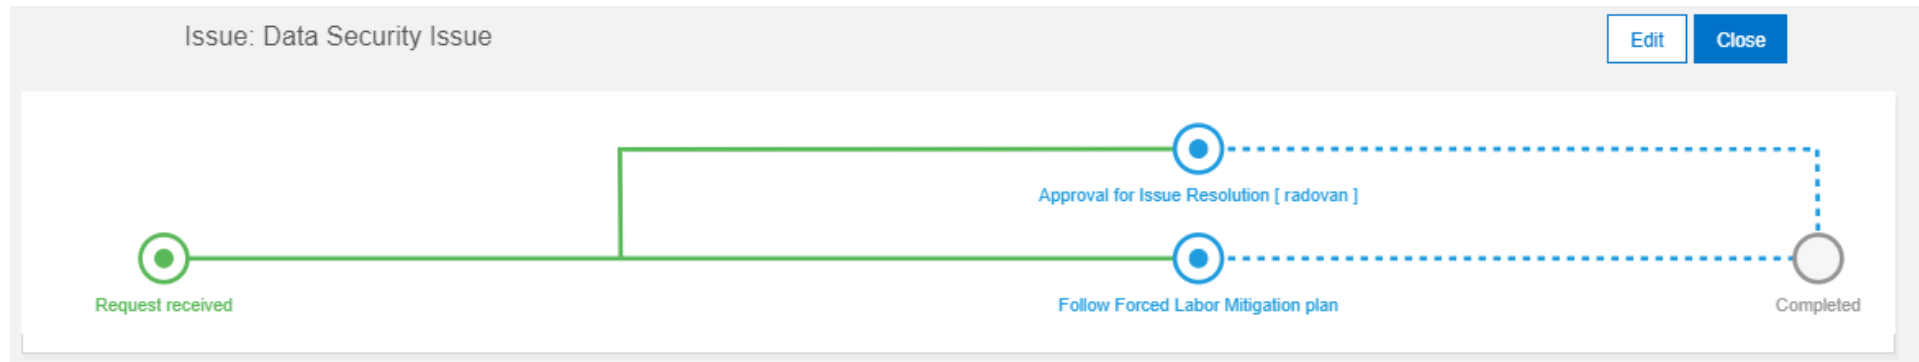 Issue: Data Security Issue
Edit
Close
Approval for Issue Resolution [ radovan ]
Request received
Follow Forced Labor Mitigation plan
Completed